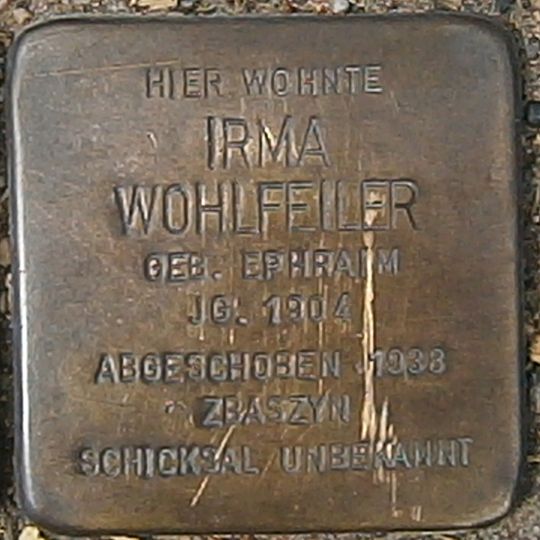 HIER WOHNTE
IRMA
WOHLFEILER
GEB. EPHRAIM
JG. 1904
ABGESCHOBEN 1938
ZBASZYN
SCHICKSAL UNBEKANNT